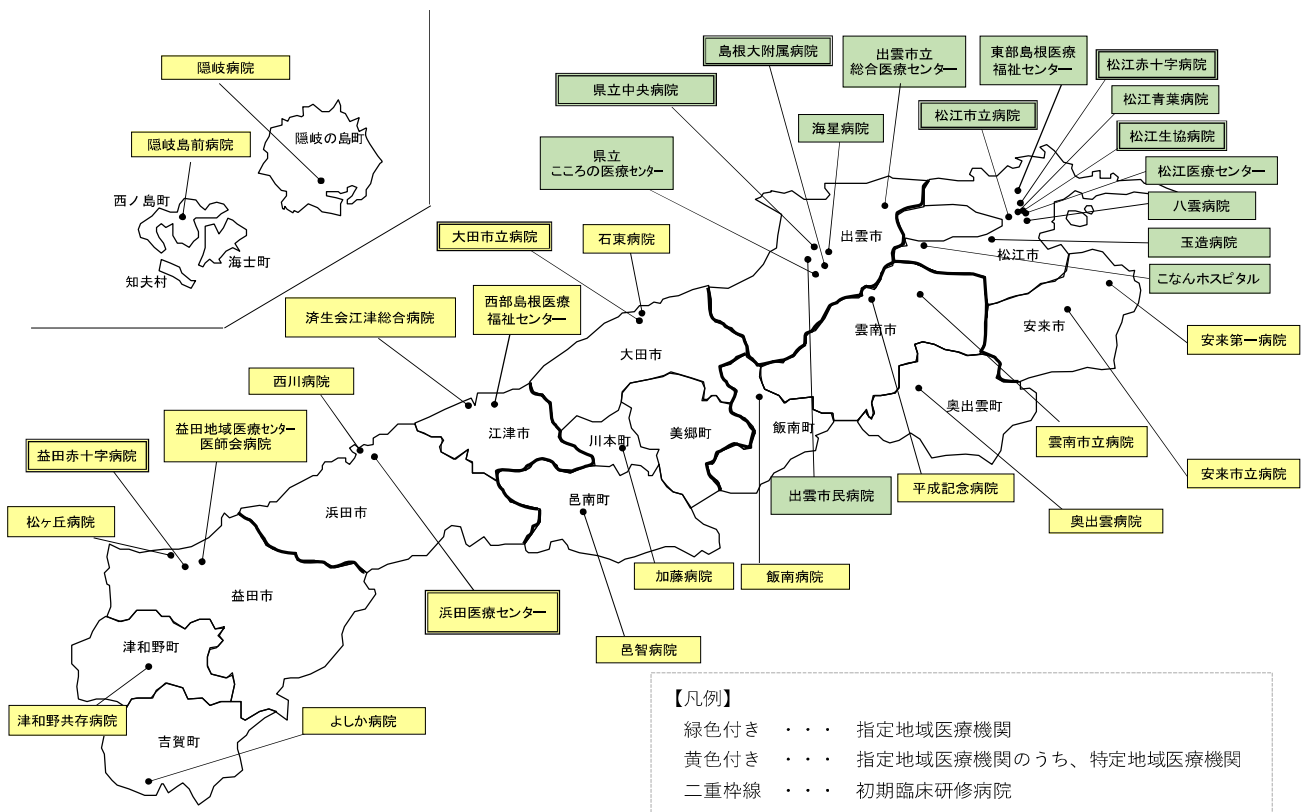 隠岐病院
隠岐の島町
隠岐島前病院
西ノ島町
海士町
知夫村
島根大附属病院
県立中央病院
海星病院
県立
こころの医療センター
出雲市立
総合医療センター
東部島根医療
福祉センター
松江赤十字病院
松江青葉病院
松江市立病院
松江生協病院
松江医療センター
八雲病院
玉造病院
こなんホスピタル
出雲市
松江市
大田市立病院
石東病院
済生会江津総合病院
西部島根医療
福祉センター
大田市
雲南市
安来市
安来第一病院
西川病院
益田地域医療センター
医師会病院
益田赤十字病院
松ヶ丘病院
江津市
川本町
美郷町
飯南町
奥出雲町
雲南市立病院
安来市立病院
出雲市民病院
平成記念病院
奥出雲病院
浜田市
邑南町
益田市
加藤病院
飯南病院
浜田医療センター
邑智病院
津和野町
津和野共存病院
よしか病院
吉賀町
【凡例】
緑色付き ・・・ 指定地域医療機関
黄色付き ・・・ 指定地域医療機関のうち、特定地域医療機関
二重枠線 ・・・ 初期臨床研修病院